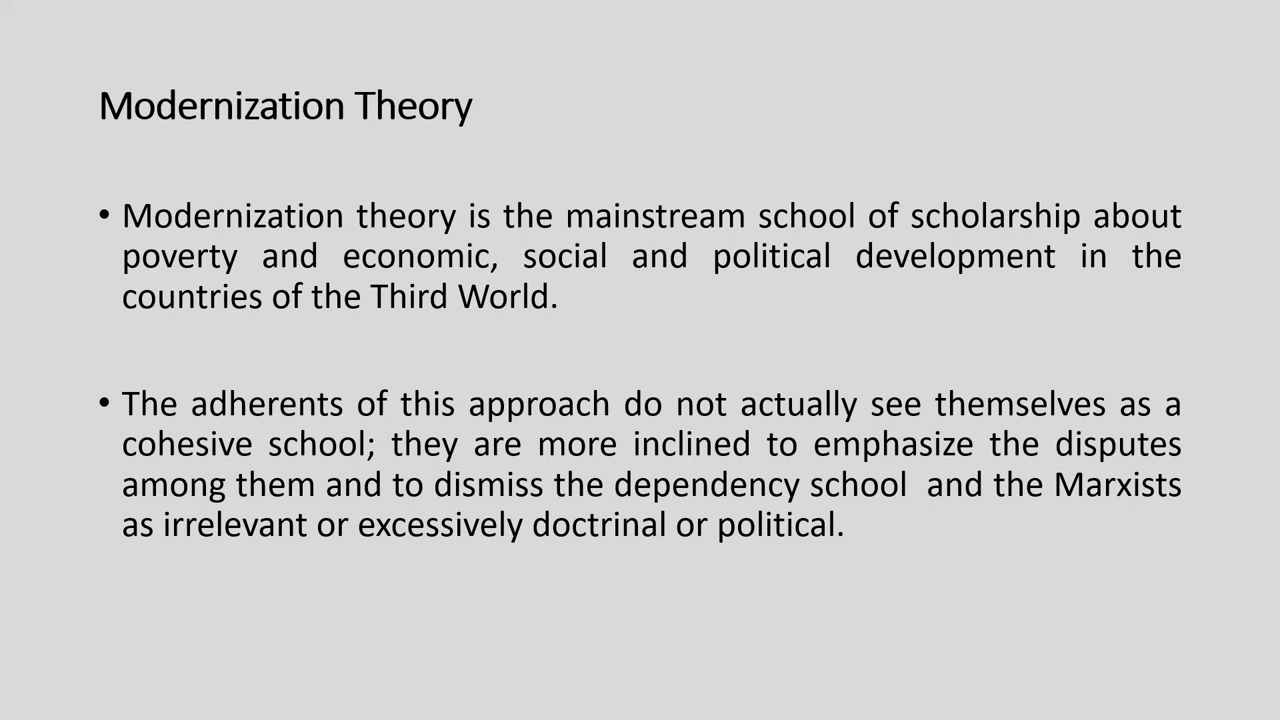 Modernization Theory
• Modernization theory is the mainstream school of scholarship about
poverty and economic, social and political development in the
countries of the Third World.
• The adherents of this approach do not actually see themselves as a
cohesive school; they are more inclined to emphasize the disputes
among them and to dismiss the dependency school  and the Marxists
as irrelevant or excessively doctrinal or political.